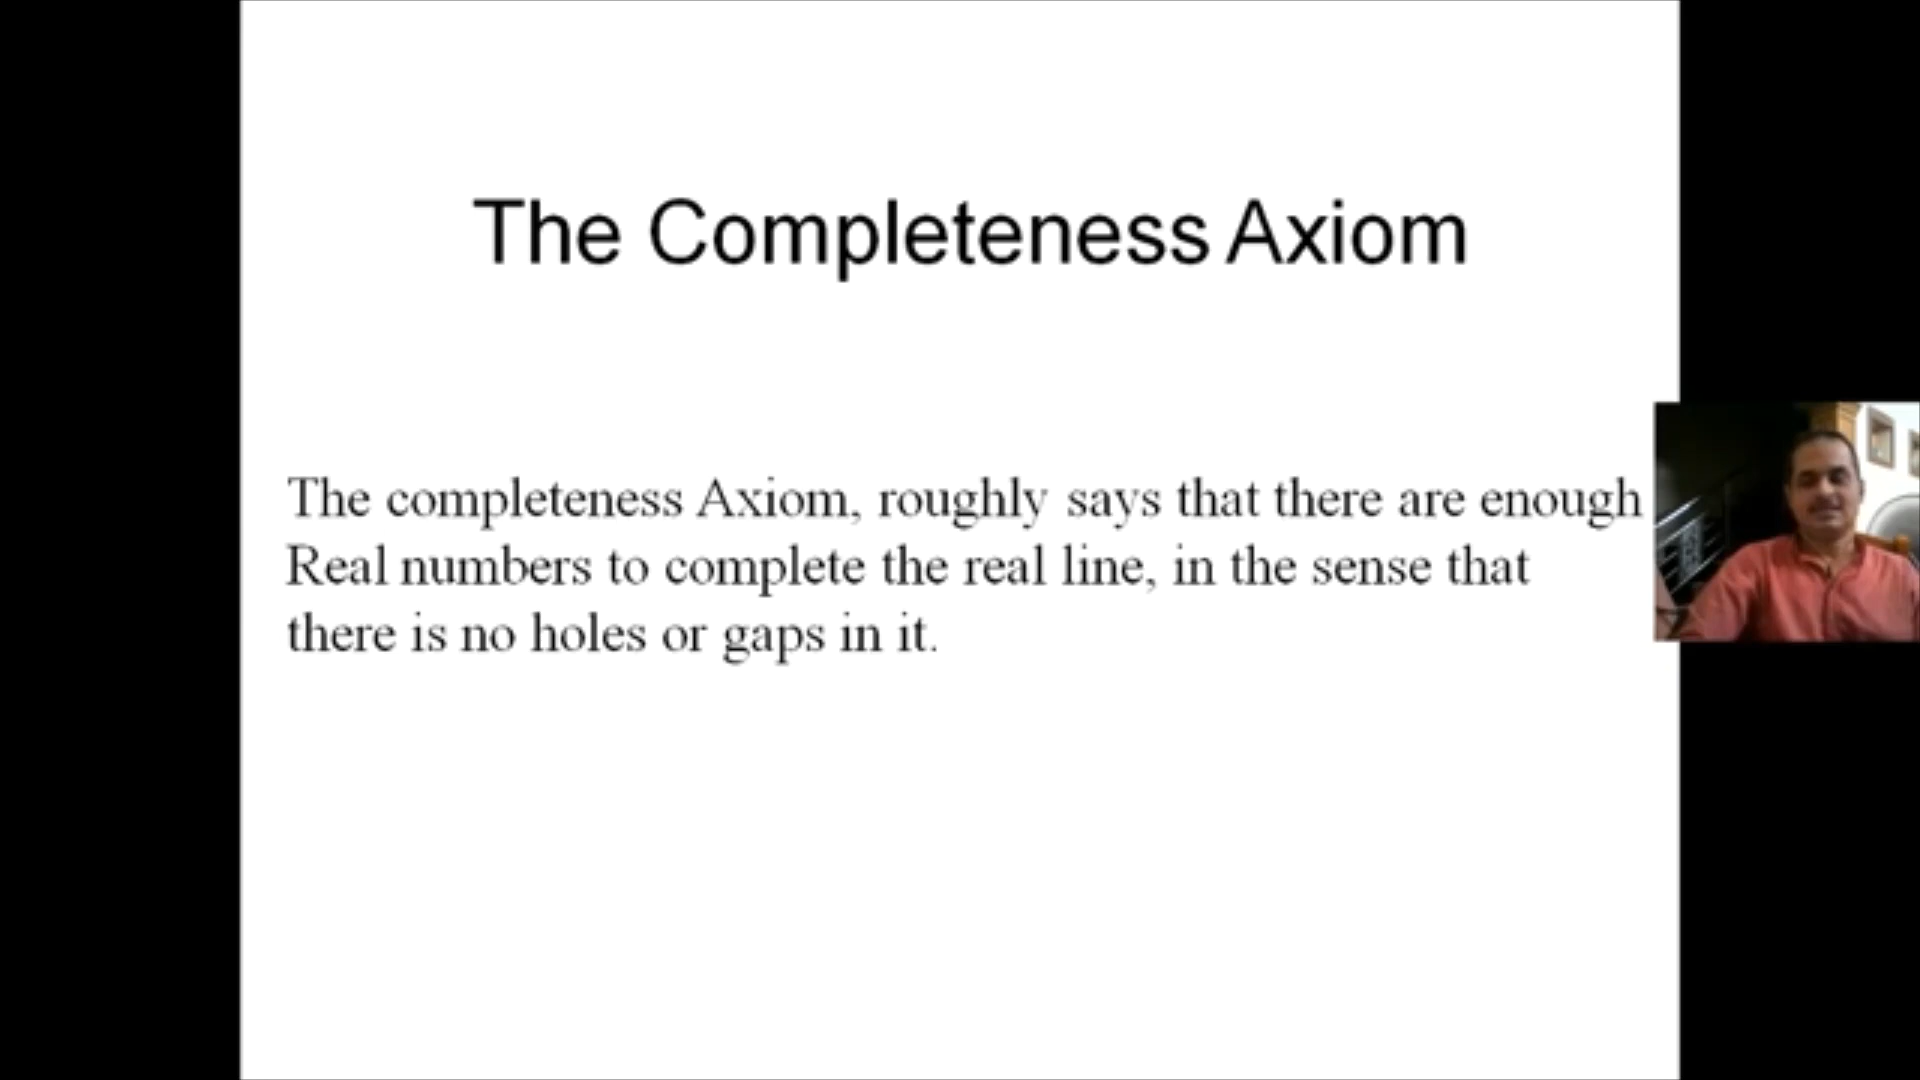 The Completeness Axiom
The completeness Axiom, roughly says that there are enough
Real numbers to complete the real line, in the sense that
there is no holes or gaps in it.